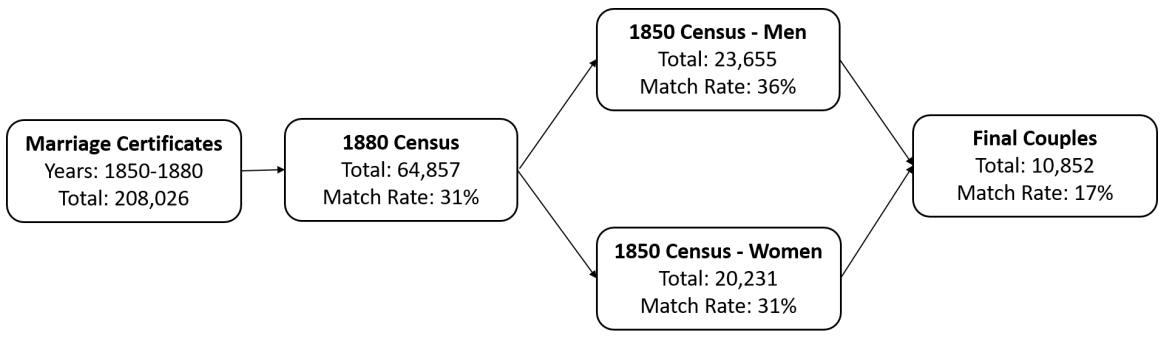 Marriage Certificates
Years: 1850-1880
Total: 208,026
1880 Census
Total: 64,857
Match Rate: 31%
1850 Census - Men
Total: 23,655
Match Rate: 36%
1850 Census - Women
Total: 20,231
Match Rate: 31%
Final Couples
Total: 10,852
Match Rate: 17%